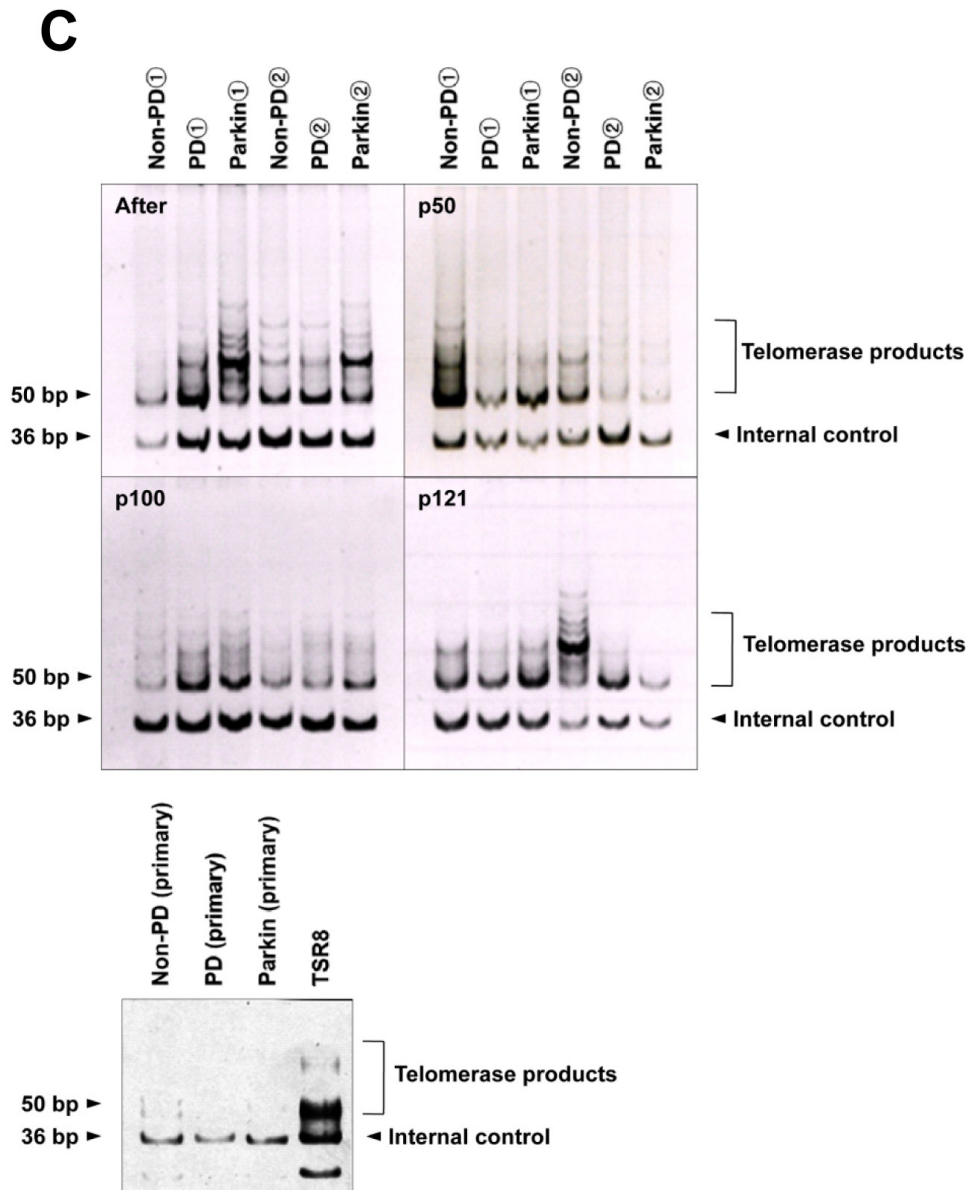 C
Non-PD① PD① Parkin① Non-PD② PD② Parkin② Non-PD① PD① Parkin① Non-PD② PD② Parkin②
After p50
Telomerase products
50 bp ►
36 bp ► ◄ Internal control
p100 p121
Telomerase products
50 bp ►
36 bp ► ◄ Internal control
Non-PD (primary) PD (primary) Parkin (primary) TSR8
Telomerase products
50 bp ►
36 bp ► ◄ Internal control